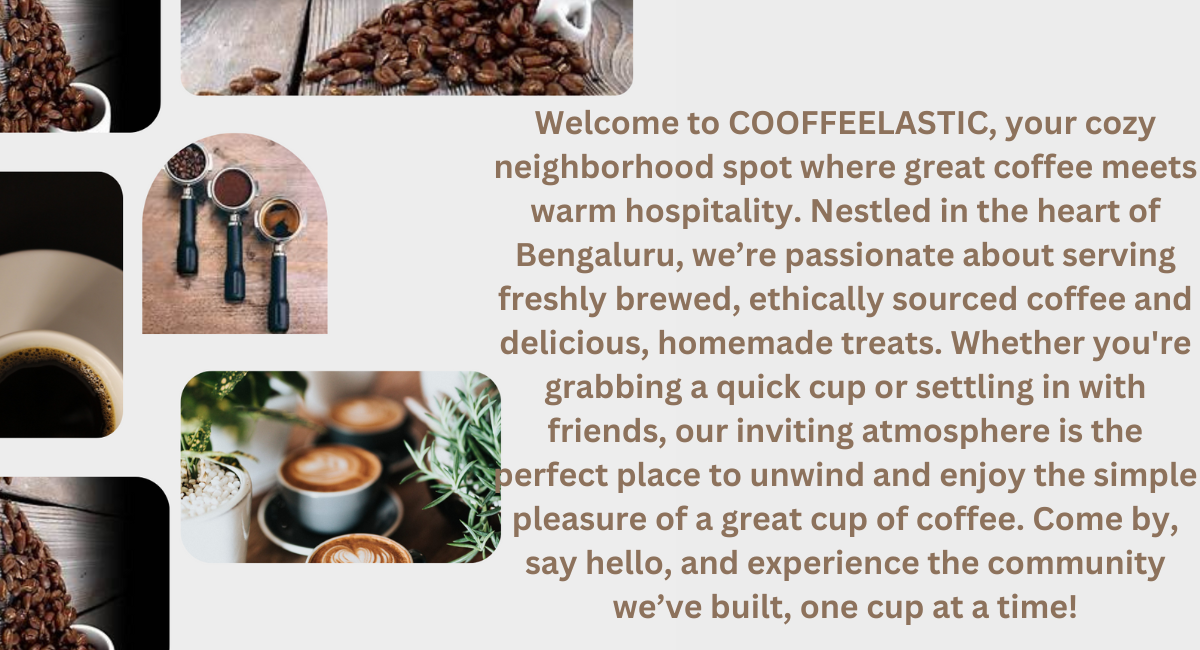 Welcome to COOFFEELASTIC, your cozy
neighborhood spot where great coffee meets
warm hospitality. Nestled in the heart of
Bengaluru, we’re passionate about serving
freshly brewed, ethically sourced coffee and
delicious, homemade treats. Whether you're
grabbing a quick cup or settling in with
friends, our inviting atmosphere is the
perfect place to unwind and enjoy the simple
pleasure of a great cup of coffee. Come by,
say hello, and experience the community
we’ve built, one cup at a time!